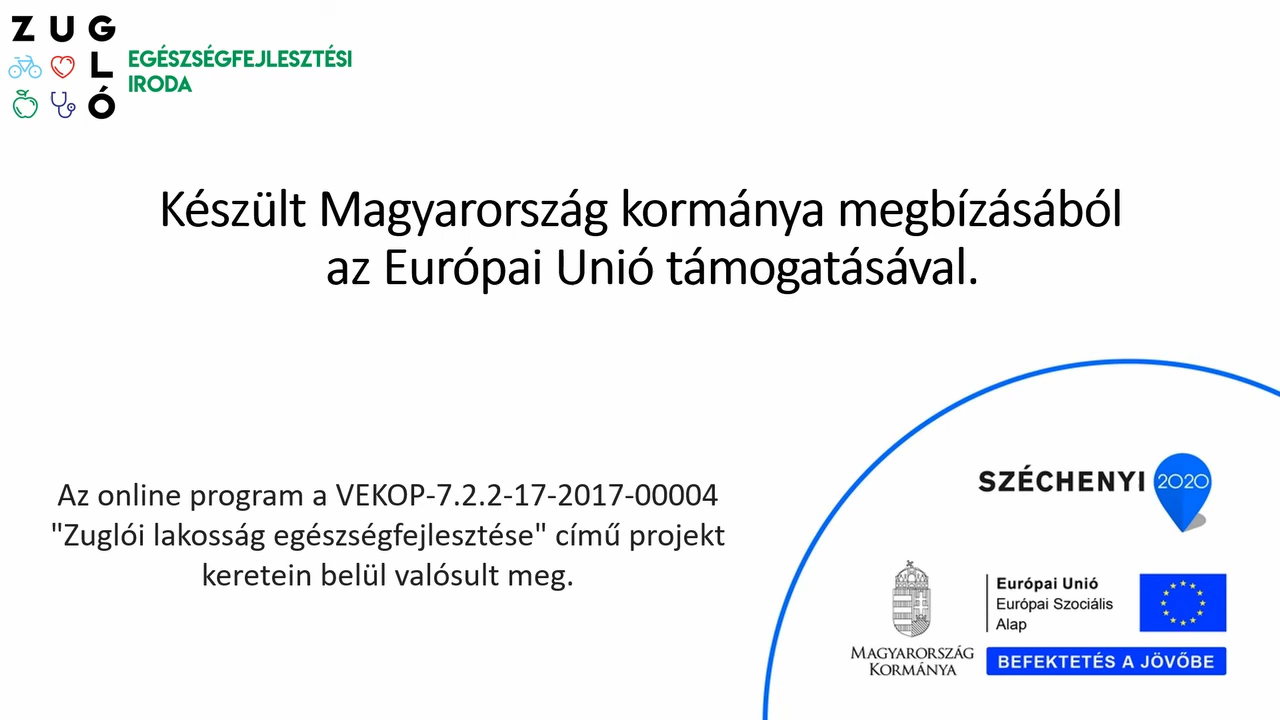 ZUG
L
Ó
EGÉSZSÉGFEJLESZTÉSI
IRODA
Készült Magyarország kormánya megbízásából
az Európai Unió támogatásával.
Az online program a VEKOP-7.2.2-17-2017-00004
"Zuglói lakosság egészségfejlesztése" című projekt
keretein belül valósult meg.
SZÉCHENYI 2020
MAGYARORSZÁG
KORMÁNYA
Európai Unió
Európai Szociális
Alap
BEFEKTETÉS A JÖVŐBE